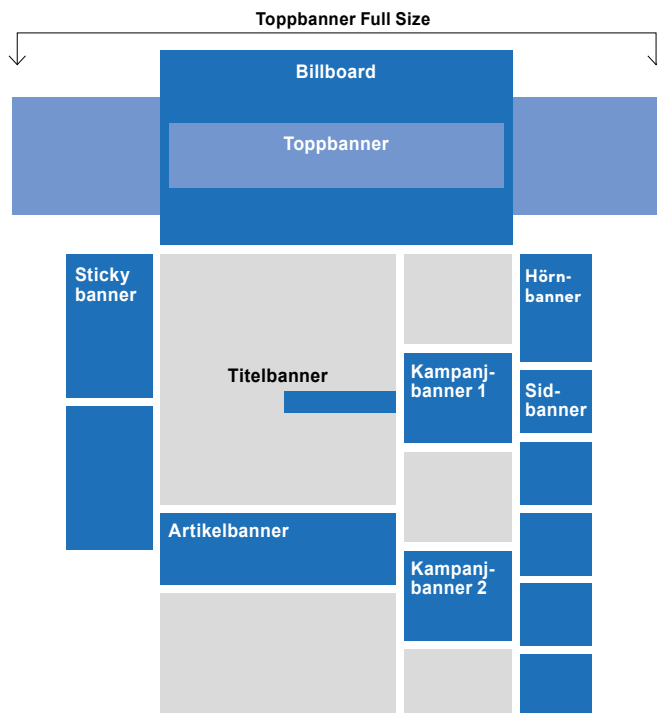 Toppbanner Full Size
Billboard
Toppbanner
Sticky
banner
Titelbanner
Artikelbanner
Kampanj-
banner 1
Kampanj-
banner 2
Hörn-
banner
Sid-
banner